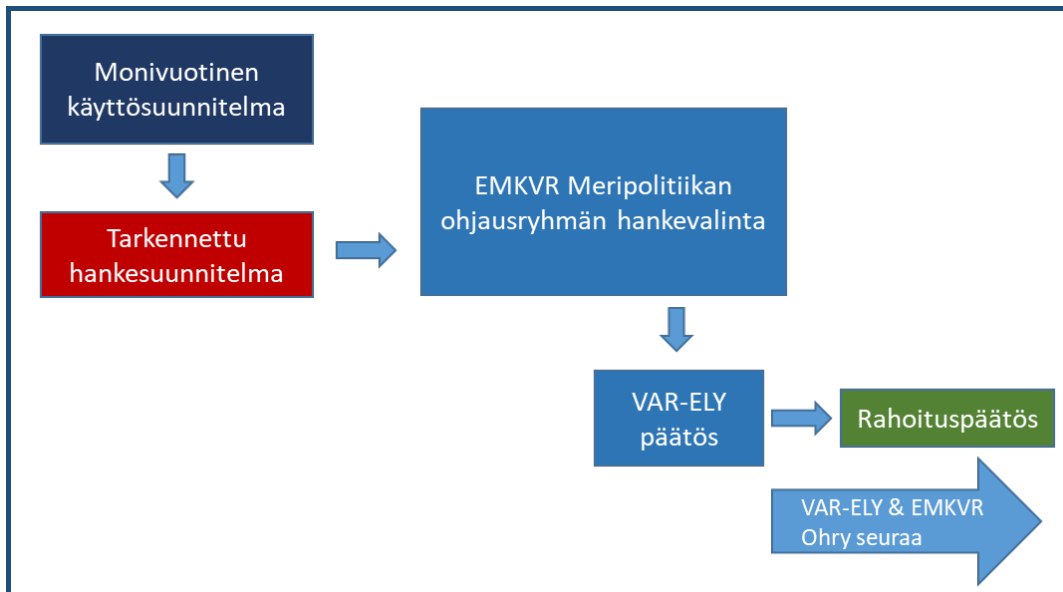 Monivuotinen
käyttösuunnitelma
Tarkennettu
hankesuunnitelma
EMKVR Meripolitiikan
ohjausryhmän hankevalinta
VAR-ELY
päätös
Rahoituspäätös
VAR-ELY & EMKVR
Ohry seuraa